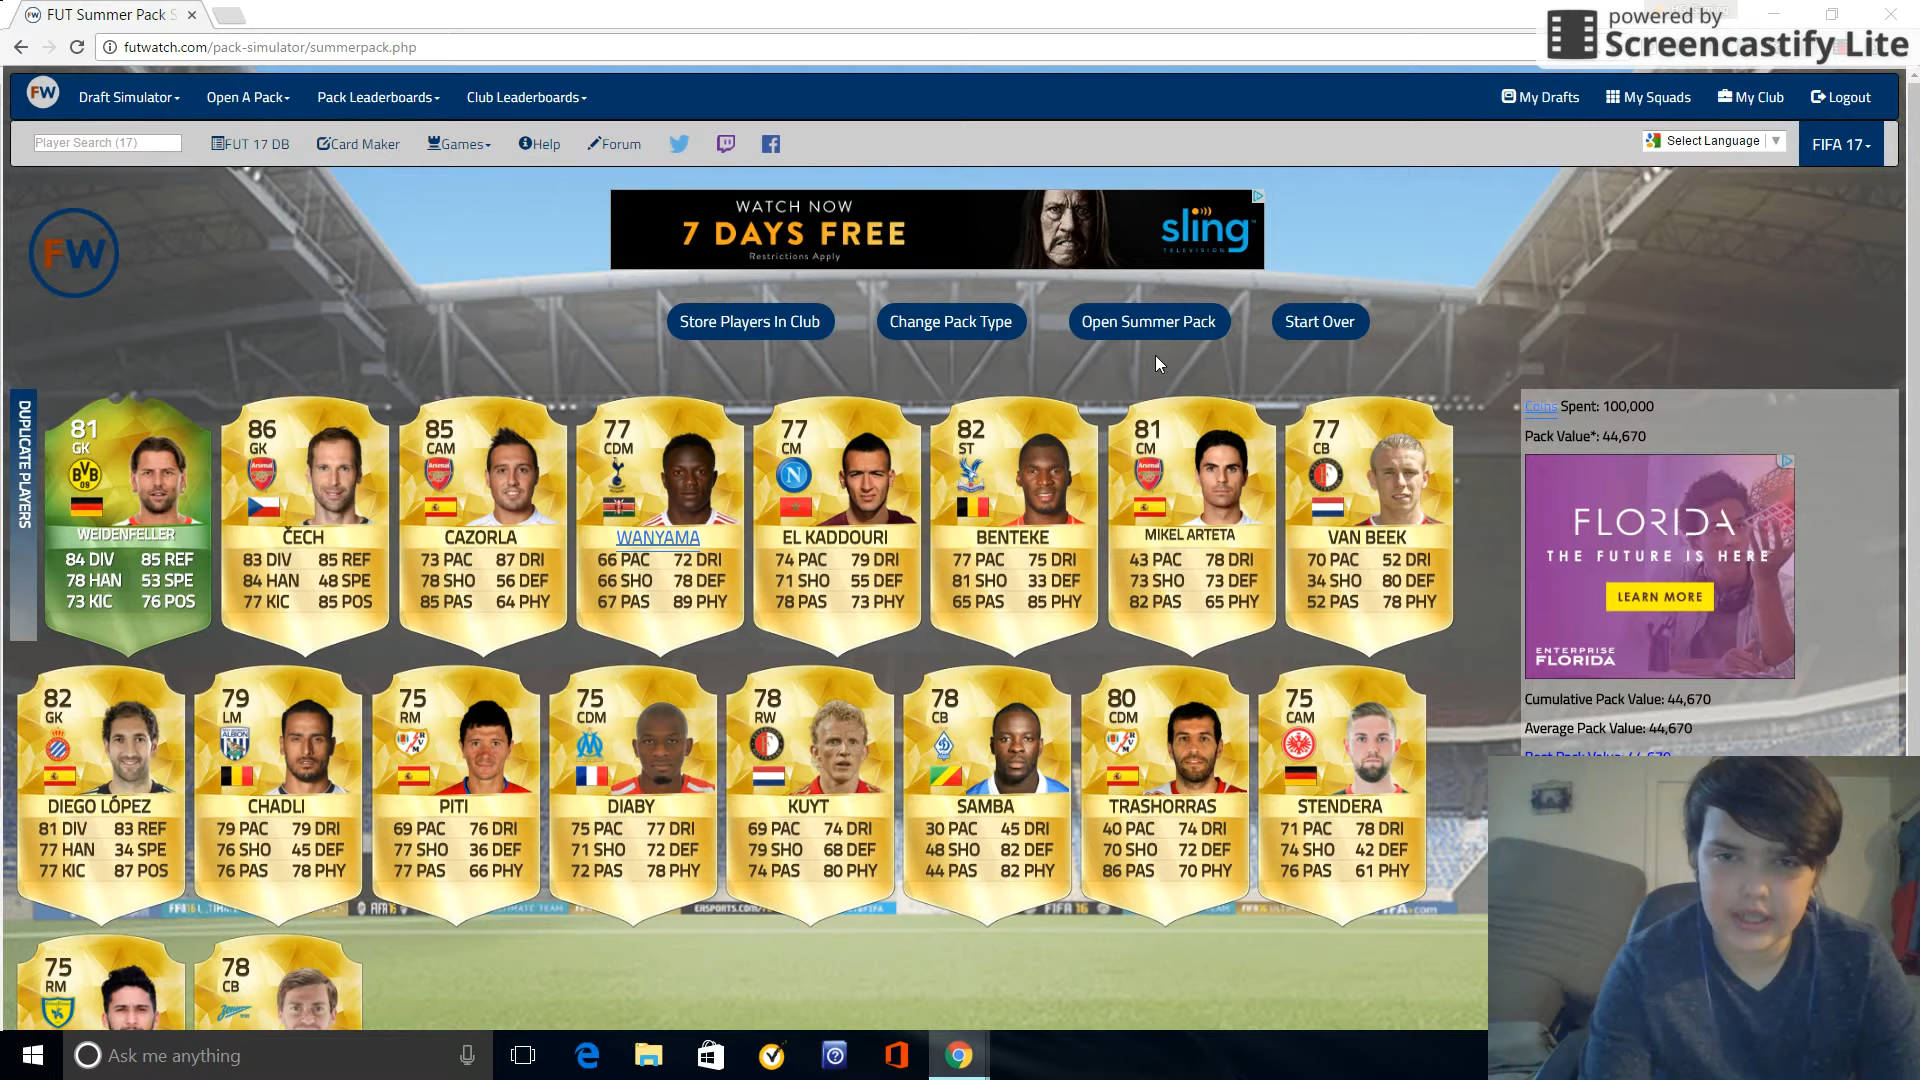 FUT Summer Pack S
powered by
Screencastify Lite
futwatch.com/pack-simulator/summerpack.php
FW Draft Simulator Open A Pack Pack Leaderboards Club Leaderboards My Drafts My Squads My Club Logout
Player Search (17) FUT 17 DB Card Maker Games Help Forum Select Language FIFA 17
FW
WATCH NOW
7 DAYS FREE
Restrictions Apply
sling
TELEVISION
Store Players In Club Change Pack Type Open Summer Pack Start Over
DUPLICATE PLAYERS
81 GK
WEIDENFELLER
84 DIV 85 REF
78 HAN 53 SPE
73 KIC 76 POS
86 GK
ČECH
83 DIV 85 REF
84 HAN 48 SPE
77 KIC 85 POS
85 CAM
CAZORLA
73 PAC 87 DRI
78 SHO 56 DEF
85 PAS 64 PHY
77 CDM
WANYAMA
66 PAC 72 DRI
66 SHO 78 DEF
67 PAS 89 PHY
77 CM
EL KADDOURI
74 PAC 79 DRI
71 SHO 55 DEF
78 PAS 73 PHY
82 ST
BENTEKE
77 PAC 75 DRI
81 SHO 33 DEF
65 PAS 85 PHY
81 CM
MIKEL ARTETA
43 PAC 78 DRI
73 SHO 73 DEF
82 PAS 65 PHY
77 CB
VAN BEEK
70 PAC 52 DRI
34 SHO 80 DEF
52 PAS 78 PHY
Coins Spent: 100,000
Pack Value*: 44,670
FLORIDA
THE FUTURE IS HERE
LEARN MORE
ENTERPRISE
FLORIDA
Cumulative Pack Value: 44,670
Average Pack Value: 44,670
Best Pack Value: 44,670
82 GK
DIEGO LÓPEZ
81 DIV 83 REF
77 HAN 34 SPE
77 KIC 87 POS
79 LM
CHADLI
79 PAC 79 DRI
76 SHO 45 DEF
76 PAS 78 PHY
75 RM
PITI
69 PAC 76 DRI
77 SHO 36 DEF
77 PAS 66 PHY
75 CDM
DIABY
75 PAC 77 DRI
71 SHO 72 DEF
72 PAS 78 PHY
78 RW
KUYT
69 PAC 74 DRI
79 SHO 68 DEF
74 PAS 80 PHY
78 CB
SAMBA
30 PAC 45 DRI
48 SHO 82 DEF
44 PAS 82 PHY
80 CDM
TRASHORRAS
40 PAC 74 DRI
70 SHO 72 DEF
86 PAS 70 PHY
75 CAM
STENDERA
71 PAC 78 DRI
74 SHO 42 DEF
76 PAS 61 PHY
75 RM
78 CB
Ask me anything